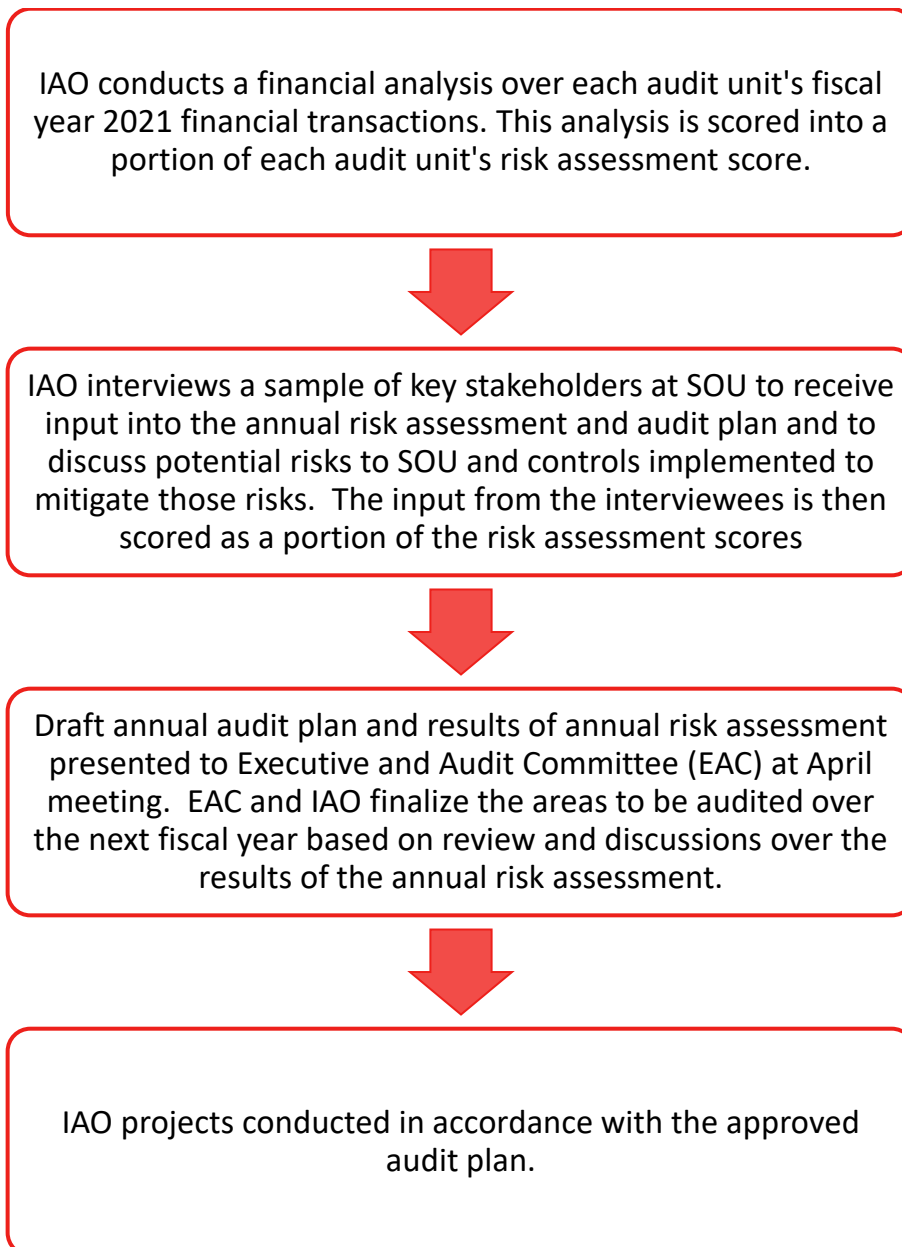 IAO conducts a financial analysis over each audit unit's fiscal
year 2021 financial transactions. This analysis is scored into a
portion of each audit unit's risk assessment score.
IAO interviews a sample of key stakeholders at SOU to receive
input into the annual risk assessment and audit plan and to
discuss potential risks to SOU and controls implemented to
mitigate those risks.  The input from the interviewees is then
scored as a portion of the risk assessment scores
Draft annual audit plan and results of annual risk assessment
presented to Executive and Audit Committee (EAC) at April
meeting.  EAC and IAO finalize the areas to be audited over
the next fiscal year based on review and discussions over the
results of the annual risk assessment.
IAO projects conducted in accordance with the approved
audit plan.